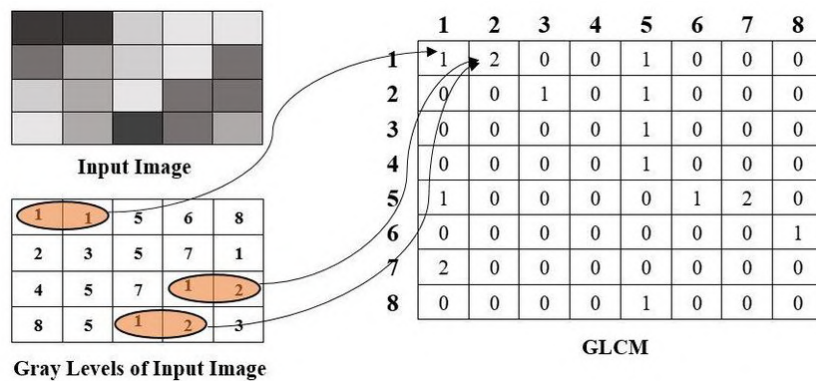 1 2 3 4 5 6 7 8
1 1 2 0 0 1 0 0 0
2 0 0 1 0 1 0 0 0
3 0 0 0 0 1 0 0 0
4 0 0 0 0 1 0 0 0
5 1 0 0 0 0 1 2 0
6 0 0 0 0 0 0 0 1
7 2 0 0 0 0 0 0 0
8 0 0 0 0 1 0 0 0
GLCM
Input Image
1 1 5 6 8
2 3 5 7 1
4 5 7 1 2
8 5 1 2 3
Gray Levels of Input Image